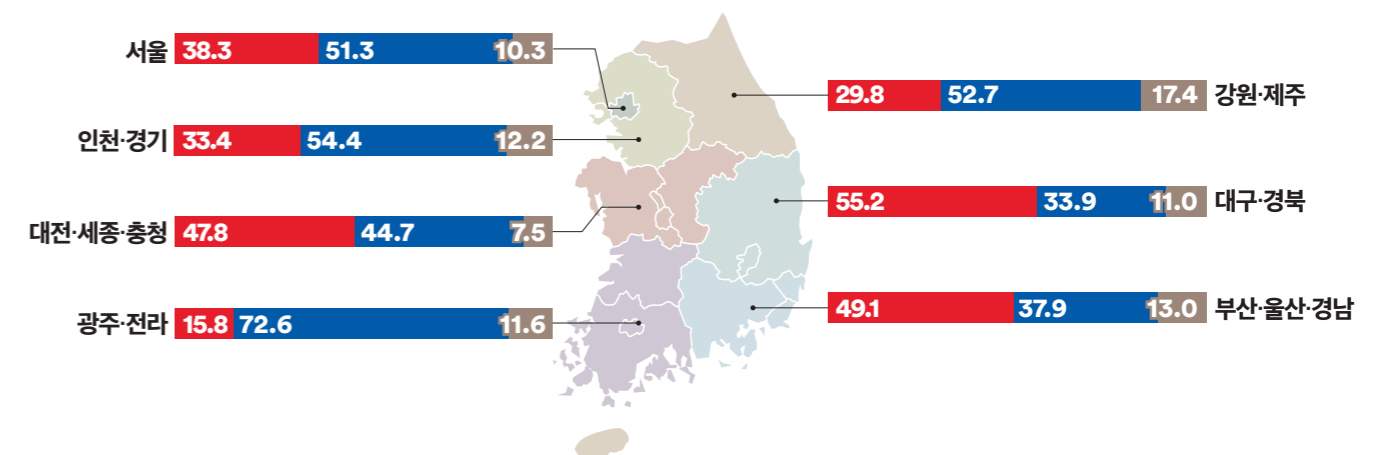 서울 38.3 51.3 10.3
인천·경기 33.4 54.4 12.2
대전·세종·충청 47.8 44.7 7.5
광주·전라 15.8 72.6 11.6
29.8 52.7 17.4 강원·제주
55.2 33.9 11.0 대구·경북
49.1 37.9 13.0 부산·울산·경남